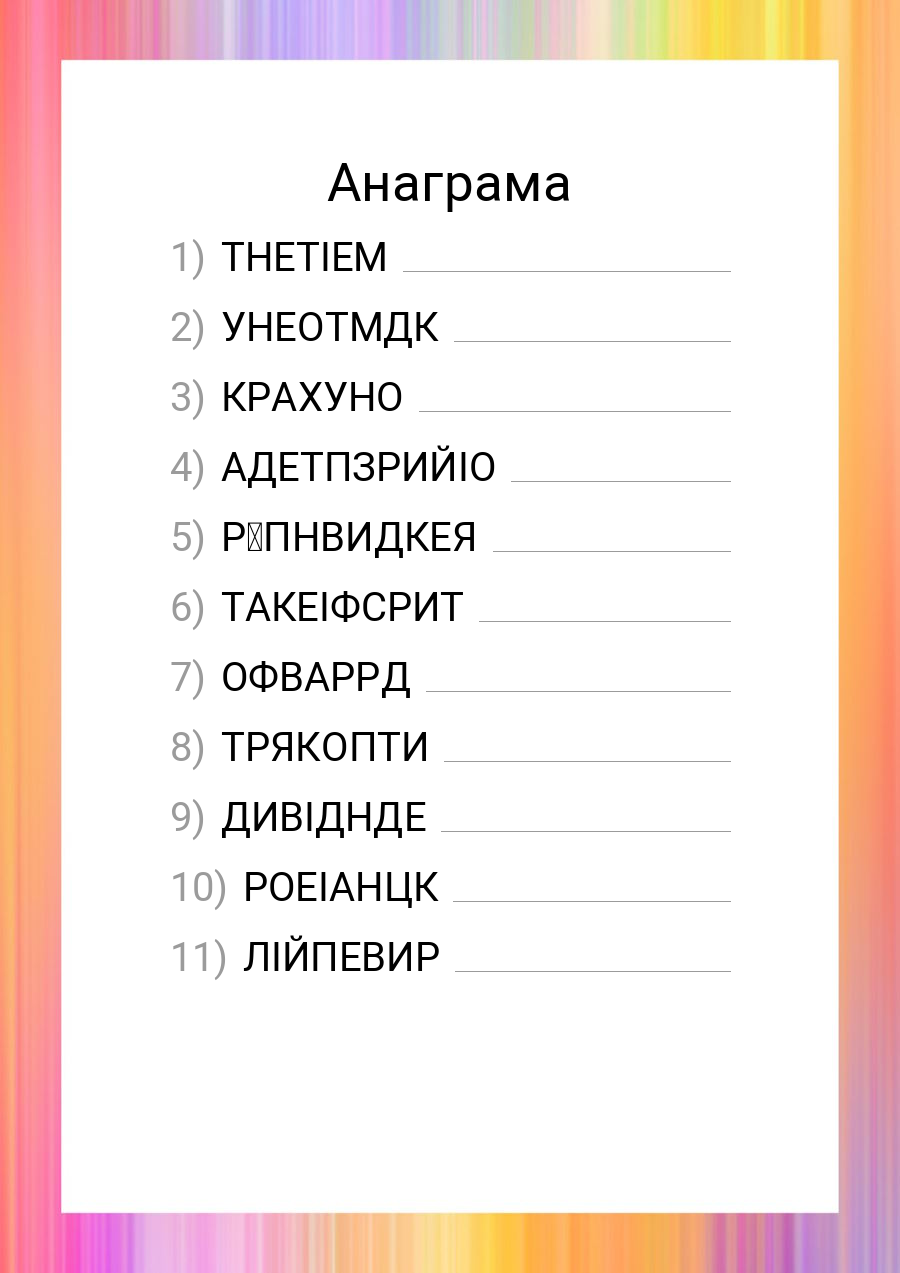 Анаграма
1) ТНЕТІЕМ
2) УНЕОТМДК
3) КРАХУНО
4) АДЕТПЗРИЙІО
5) РPНВИДКЕЯ
6) ТАКЕІФСРИТ
7) ОФВАРРД
8) ТРЯКОПТИ
9) ДИВІДНДЕ
10) РОЕІАНЦК
11) ЛІЙПЕВИР